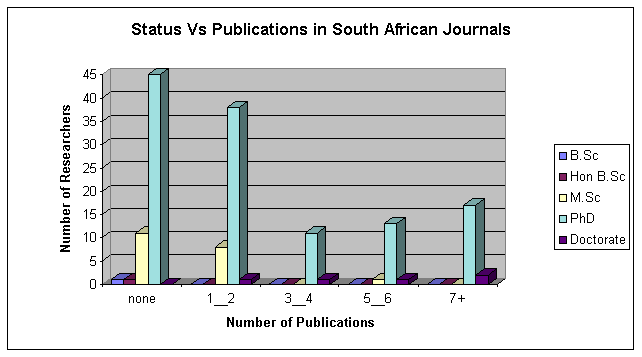 Status Vs Publications in South African Journals
Number of Researchers
45
40
35
30
25
20
15
10
5
0
none 1__2 3__4 5__6 7+
Number of Publications
B.Sc
Hon B.Sc
M.Sc
PhD
Doctorate